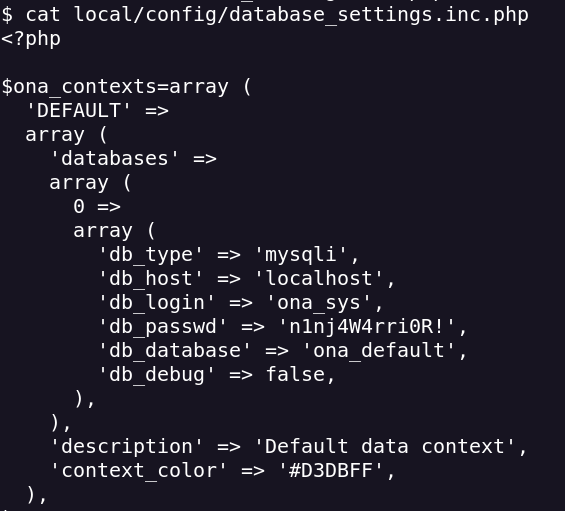 $ cat local/config/database_settings.inc.php
<?php

$ona_contexts=array (
  'DEFAULT' =>
  array (
    'databases' =>
    array (
      0 =>
      array (
        'db_type' => 'mysqli',
        'db_host' => 'localhost',
        'db_login' => 'ona_sys',
        'db_passwd' => 'n1nj4W4rri0R!',
        'db_database' => 'ona_default',
        'db_debug' => false,
      ),
    ),
    'description' => 'Default data context',
    'context_color' => '#D3DBFF',
  ),